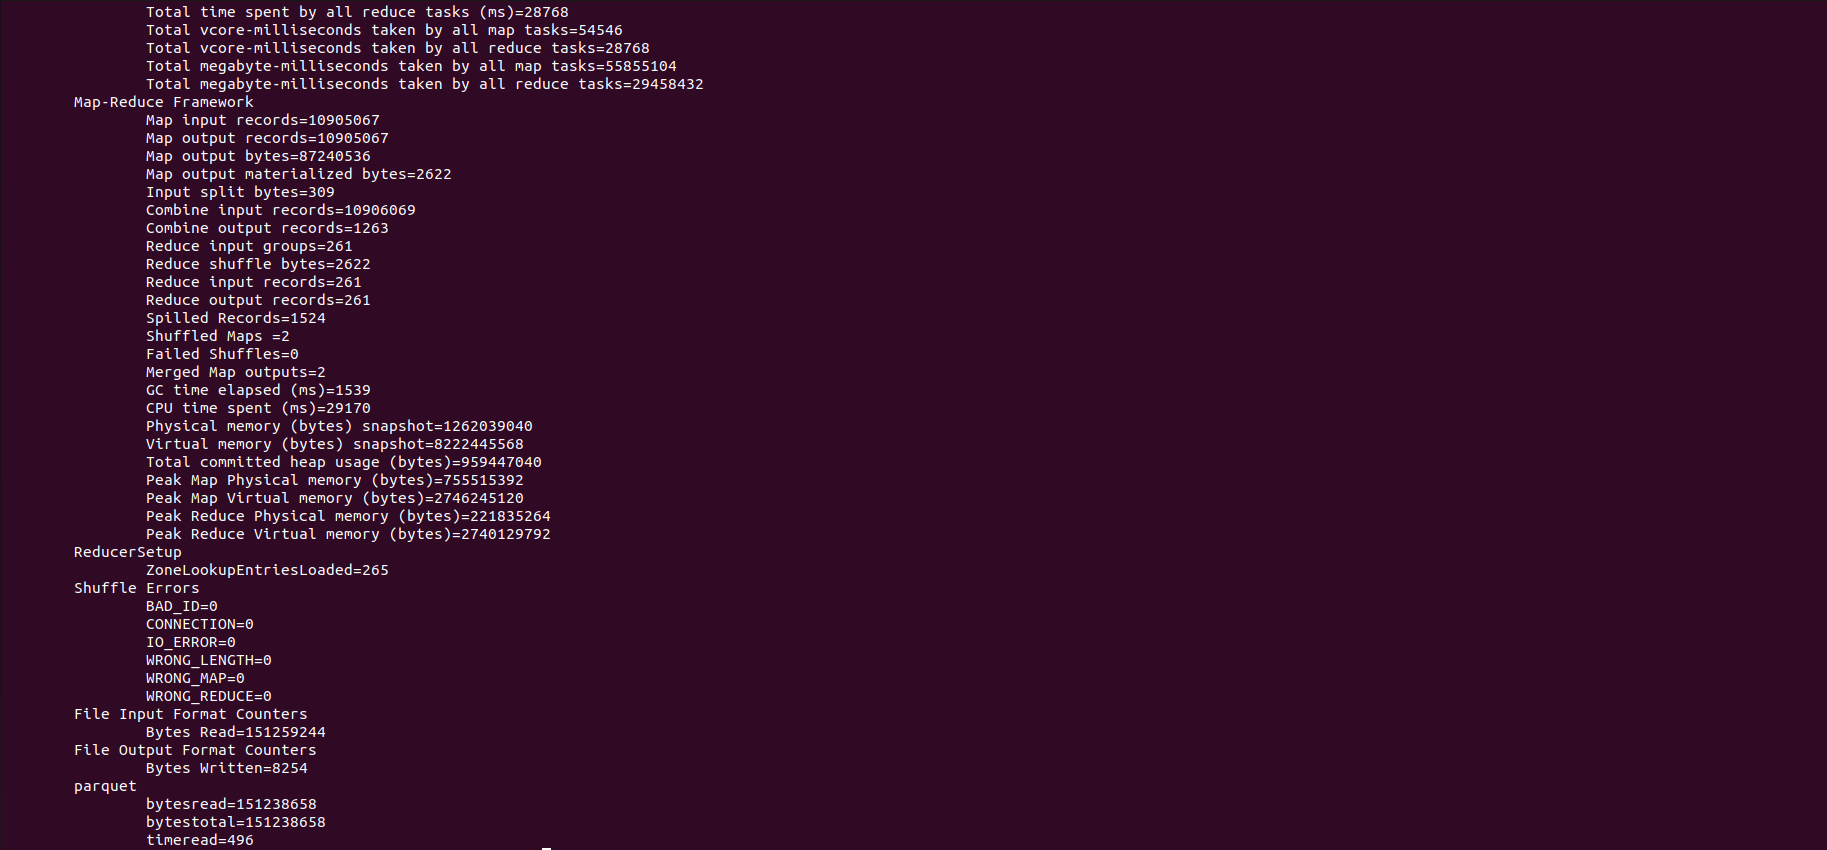 Total time spent by all reduce tasks (ms)=28768
Total vcore-milliseconds taken by all map tasks=54546
Total vcore-milliseconds taken by all reduce tasks=28768
Total megabyte-milliseconds taken by all map tasks=55855104
Total megabyte-milliseconds taken by all reduce tasks=29458432
Map-Reduce Framework
Map input records=10905067
Map output records=10905067
Map output bytes=87240536
Map output materialized bytes=2622
Input split bytes=309
Combine input records=10906069
Combine output records=1263
Reduce input groups=261
Reduce shuffle bytes=2622
Reduce input records=261
Reduce output records=261
Spilled Records=1524
Shuffled Maps =2
Failed Shuffles=0
Merged Map outputs=2
GC time elapsed (ms)=1539
CPU time spent (ms)=29170
Physical memory (bytes) snapshot=1262039040
Virtual memory (bytes) snapshot=8222445568
Total committed heap usage (bytes)=959447040
Peak Map Physical memory (bytes)=755515392
Peak Map Virtual memory (bytes)=2746245120
Peak Reduce Physical memory (bytes)=221835264
Peak Reduce Virtual memory (bytes)=2740129792
ReducerSetup
ZoneLookupEntriesLoaded=265
Shuffle Errors
BAD_ID=0
CONNECTION=0
IO_ERROR=0
WRONG_LENGTH=0
WRONG_MAP=0
WRONG_REDUCE=0
File Input Format Counters
Bytes Read=151259244
File Output Format Counters
Bytes Written=8254
parquet
bytesread=151238658
bytestotal=151238658
timeread=496